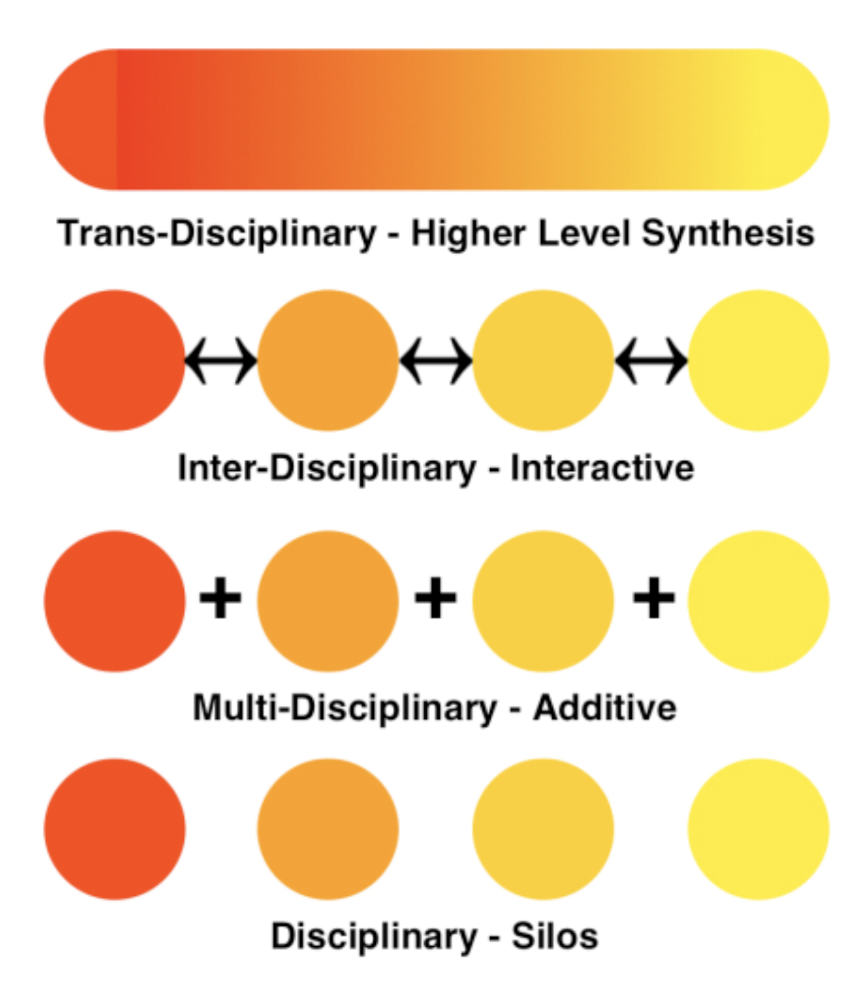 Trans-Disciplinary - Higher Level Synthesis
Inter-Disciplinary - Interactive
+ + +
Multi-Disciplinary - Additive
Disciplinary - Silos